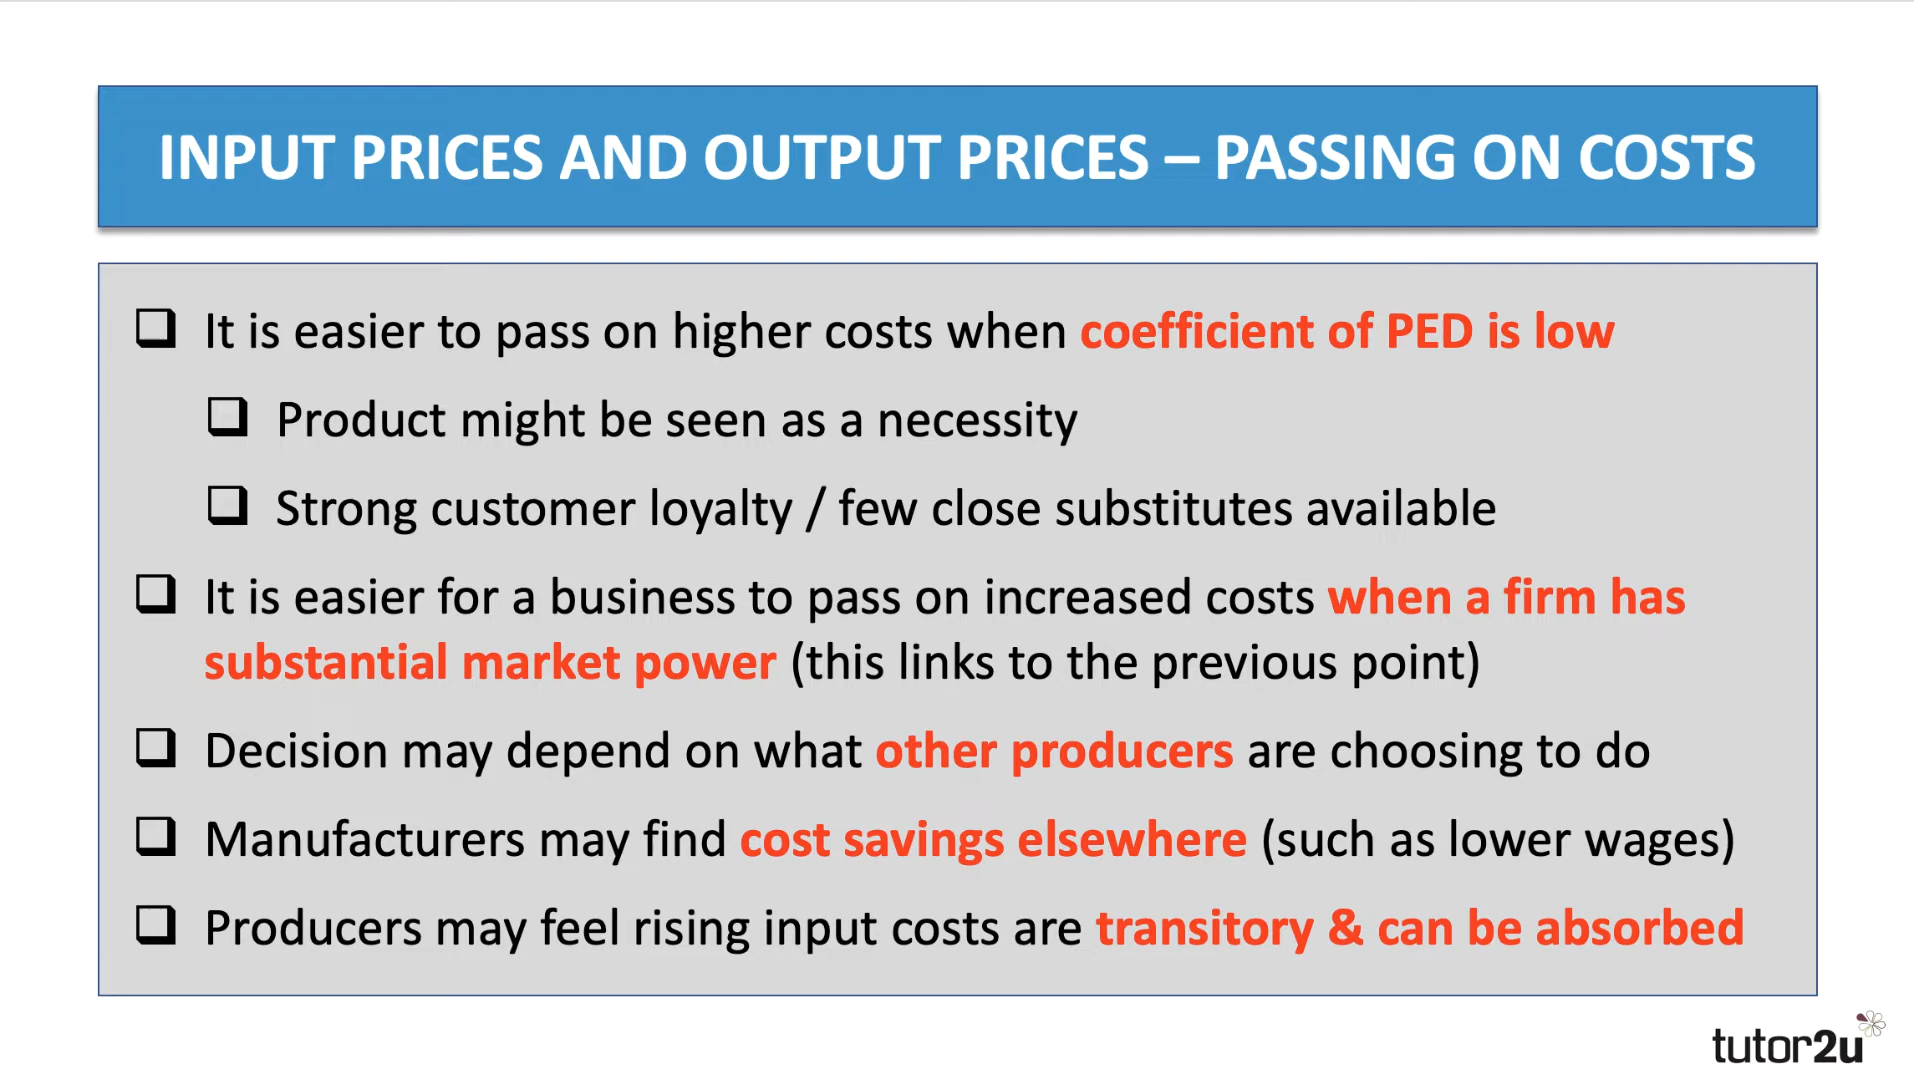 INPUT PRICES AND OUTPUT PRICES – PASSING ON COSTS
It is easier to pass on higher costs when coefficient of PED is low
Product might be seen as a necessity
Strong customer loyalty / few close substitutes available
It is easier for a business to pass on increased costs when a firm has
substantial market power (this links to the previous point)
Decision may depend on what other producers are choosing to do
Manufacturers may find cost savings elsewhere (such as lower wages)
Producers may feel rising input costs are transitory & can be absorbed
tutor2u